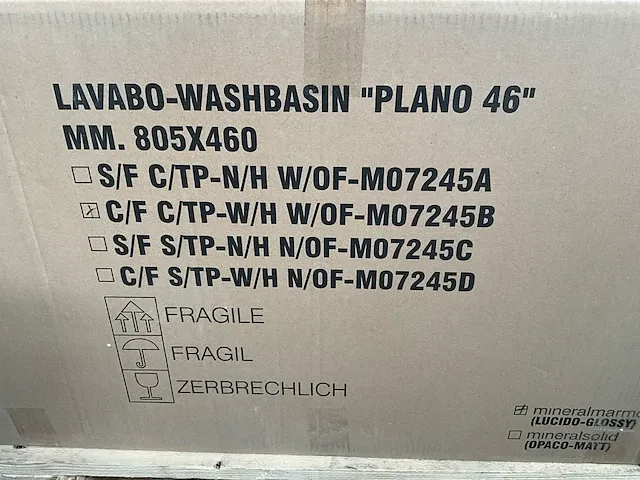 LAVABO-WASHBASIN "PLANO 46"
MM. 805X460
S/F C/TP-N/H W/OF-M07245A
C/F C/TP-W/H W/OF-M07245B
S/F S/TP-N/H N/OF-M07245C
C/F S/TP-W/H N/OF-M07245D
FRAGILE
FRAGIL
ZERBRECHLICH
mineralmarmo
(LUCIDO-GLOSSY)
mineralsolid
(OPACO-MATT)